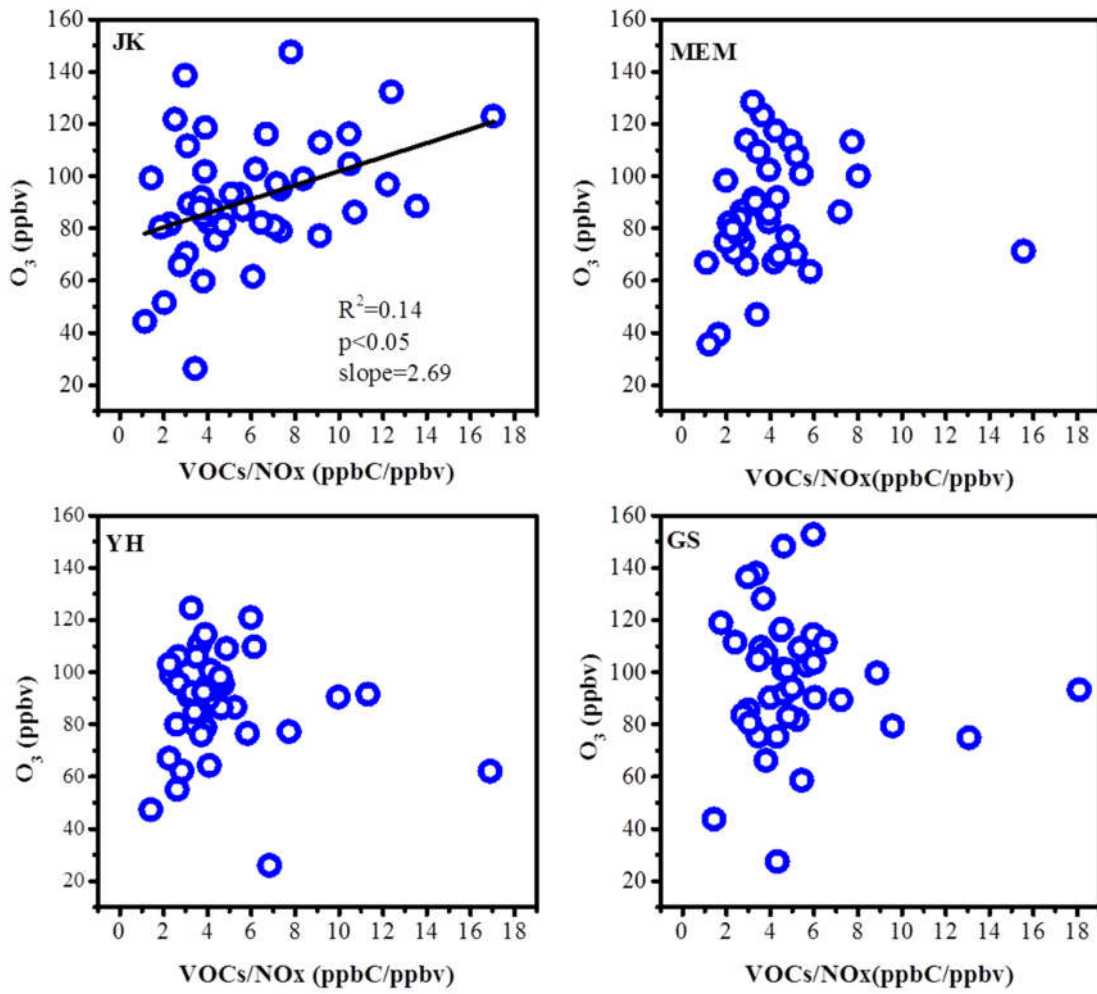 JK
160
140
120
100
80
60
40
20
O3 (ppbv)
R2=0.14
p<0.05
slope=2.69
0 2 4 6 8 10 12 14 16 18
VOCs/NOx (ppbC/ppbv)
MEM
160
140
120
100
80
60
40
20
O3 (ppbv)
0 2 4 6 8 10 12 14 16 18
VOCs/NOx(ppbC/ppbv)
YH
160
140
120
100
80
60
40
20
O3 (ppbv)
0 2 4 6 8 10 12 14 16 18
VOCs/NOx (ppbC/ppbv)
GS
160
140
120
100
80
60
40
20
O3 (ppbv)
0 2 4 6 8 10 12 14 16 18
VOCs/NOx(ppbC/ppbv)